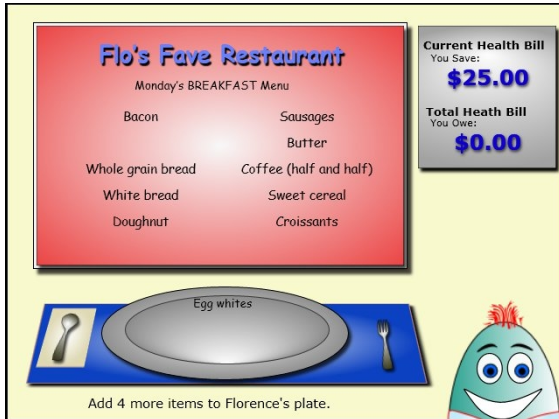 Flo's Fave Restaurant
Monday's BREAKFAST Menu
Bacon
Sausages
Butter
Whole grain bread
Coffee (half and half)
White bread
Sweet cereal
Doughnut
Croissants
Current Health Bill
You Save:
$25.00
Total Heath Bill
You Owe:
$0.00
Egg whites
Add 4 more items to Florence's plate.